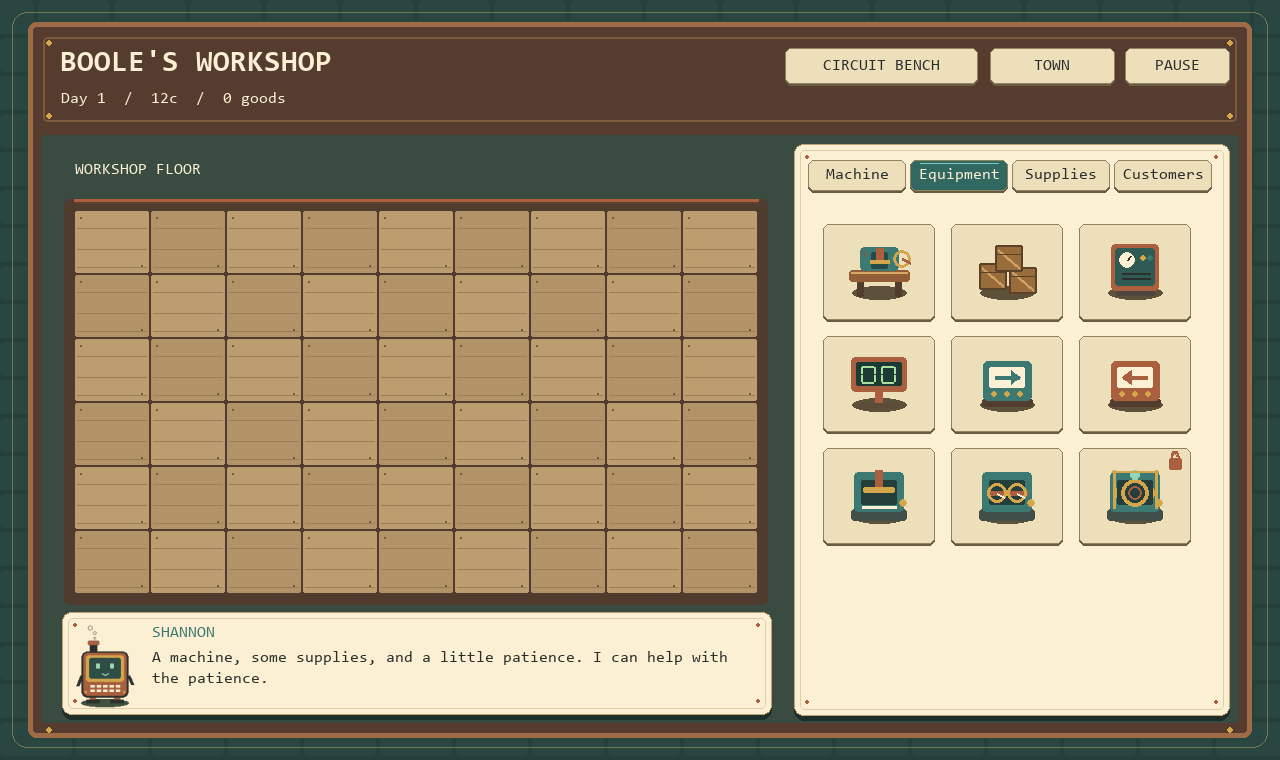 BOOLE'S WORKSHOP
CIRCUIT BENCH
TOWN
PAUSE
Day 1 / 12c / 0 goods
WORKSHOP FLOOR
Machine
Equipment
Supplies
Customers
00
SHANNON
A machine, some supplies, and a little patience. I can help with
the patience.